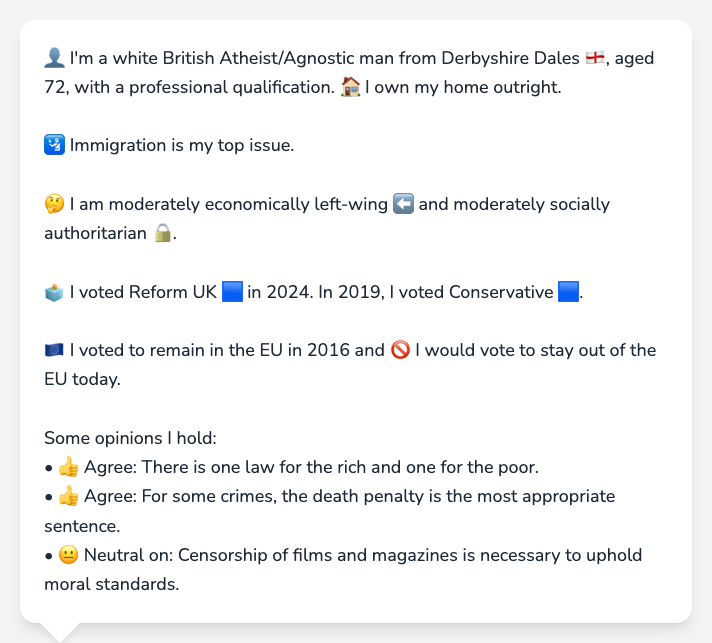 👤 I'm a white British Atheist/Agnostic man from Derbyshire Dales 🏴󠁧󠁢󠁥󠁮󠁧󠁿, aged
72, with a professional qualification. 🏠 I own my home outright.
🛂 Immigration is my top issue.
🤔 I am moderately economically left-wing ⬅️ and moderately socially
authoritarian 🔒.
🗳️ I voted Reform UK 🟦 in 2024. In 2019, I voted Conservative 🟦.
🇪🇺 I voted to remain in the EU in 2016 and 🚫 I would vote to stay out of the
EU today.
Some opinions I hold:
• 👍 Agree: There is one law for the rich and one for the poor.
• 👍 Agree: For some crimes, the death penalty is the most appropriate
sentence.
• 😐 Neutral on: Censorship of films and magazines is necessary to uphold
moral standards.